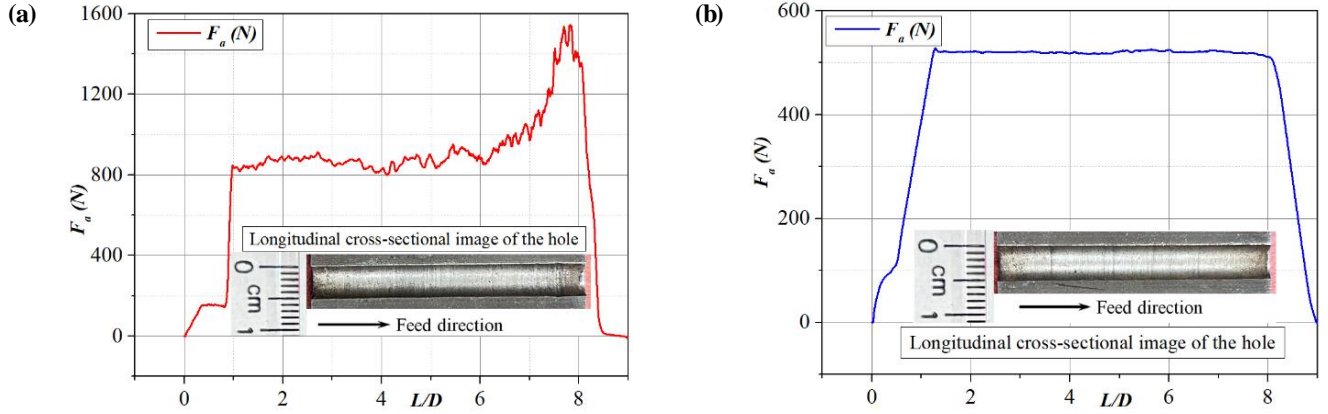 (a)
F_a (N)
1600
1200
800
400
0
F_a (N)
Longitudinal cross-sectional image of the hole
0
cm
1
Feed direction
0
2
4
6
8
L/D
(b)
F_a (N)
600
400
200
0
F_a (N)
0
cm
1
Feed direction
Longitudinal cross-sectional image of the hole
0
2
4
6
8
L/D